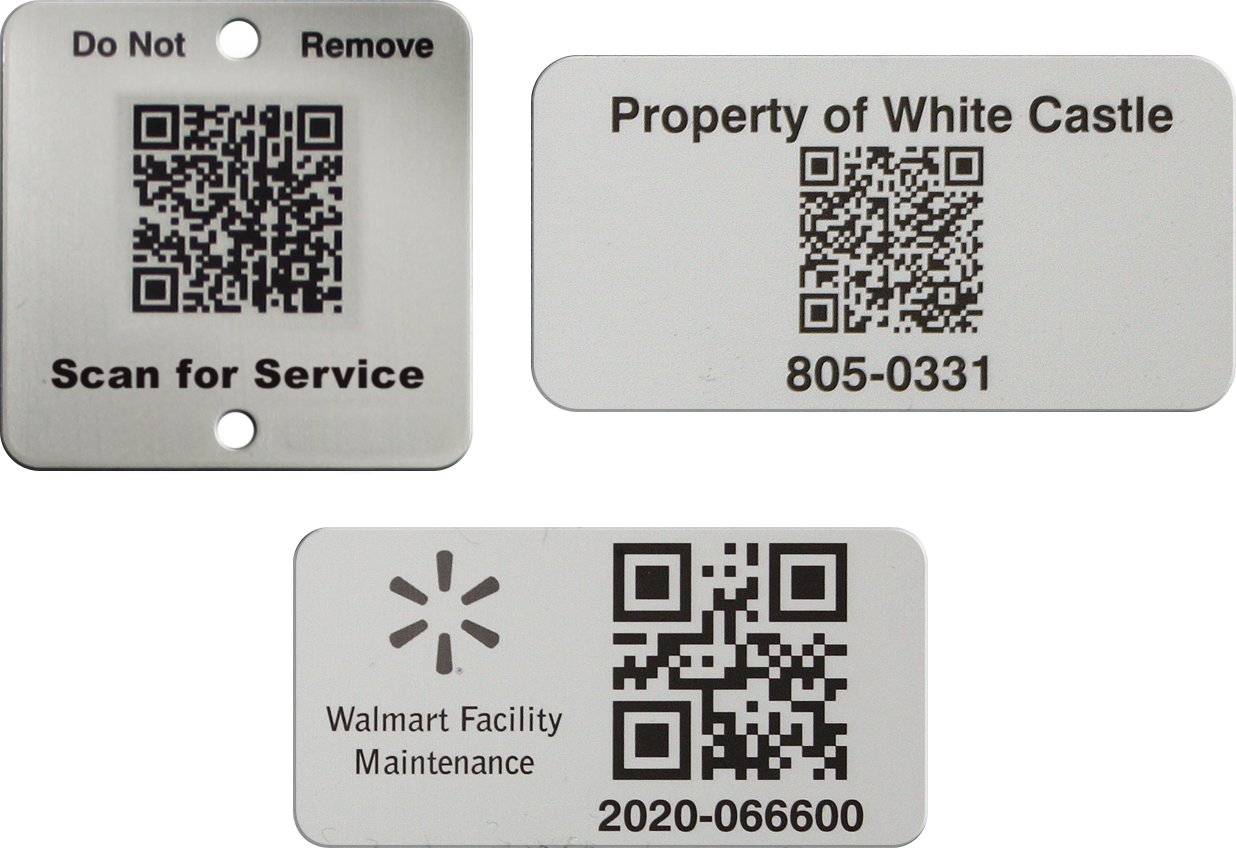 Do Not Remove
Scan for Service
Property of White Castle
805-0331
Walmart Facility
Maintenance
2020-066600